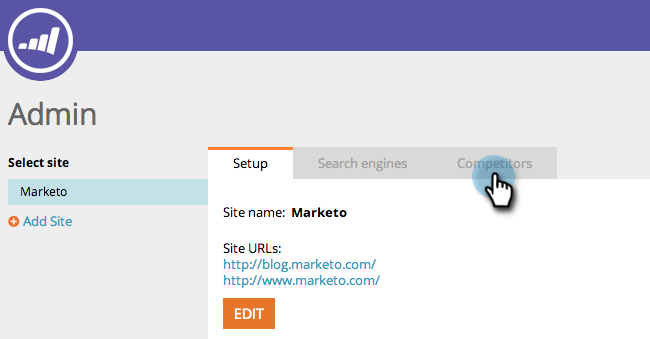 Admin
Select site
Marketo
Add Site
Setup Search engines Competitors
Site name: Marketo
Site URLs:
http://blog.marketo.com/
http://www.marketo.com/
EDIT